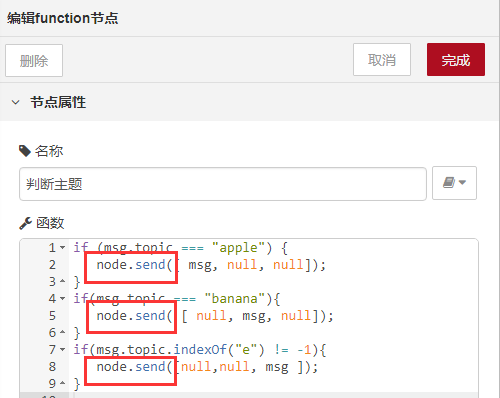 编辑function节点
删除
取消
完成
节点属性
名称
判断主题
函数
1 if (msg.topic === "apple") {
2 node.send([ msg, null, null]);
3 }
4 if(msg.topic === "banana"){
5 node.send( [ null, msg, null]);
6 }
7 if(msg.topic.indexOf("e") != -1){
8 node.send([null,null, msg ]);
9 }